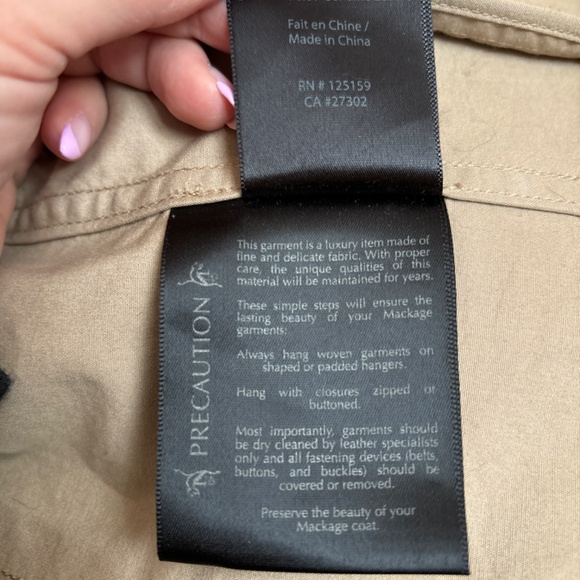 Fait en Chine /
Made in China
RN # 125159
CA #27302
PRECAUTION
This garment is a luxury item made of
fine and delicate fabric. With proper
care, the unique qualities of this
material will be maintained for years.
These simple steps will ensure the
lasting beauty of your Mackage
garments:
Always hang woven garments on
shaped or padded hangers.
Hang with closures zipped or
buttoned.
Most importantly, garments should
be dry cleaned by leather specialists
only and all fastening devices (belts,
buttons, and buckles) should be
covered or removed.
Preserve the beauty of your
Mackage coat.